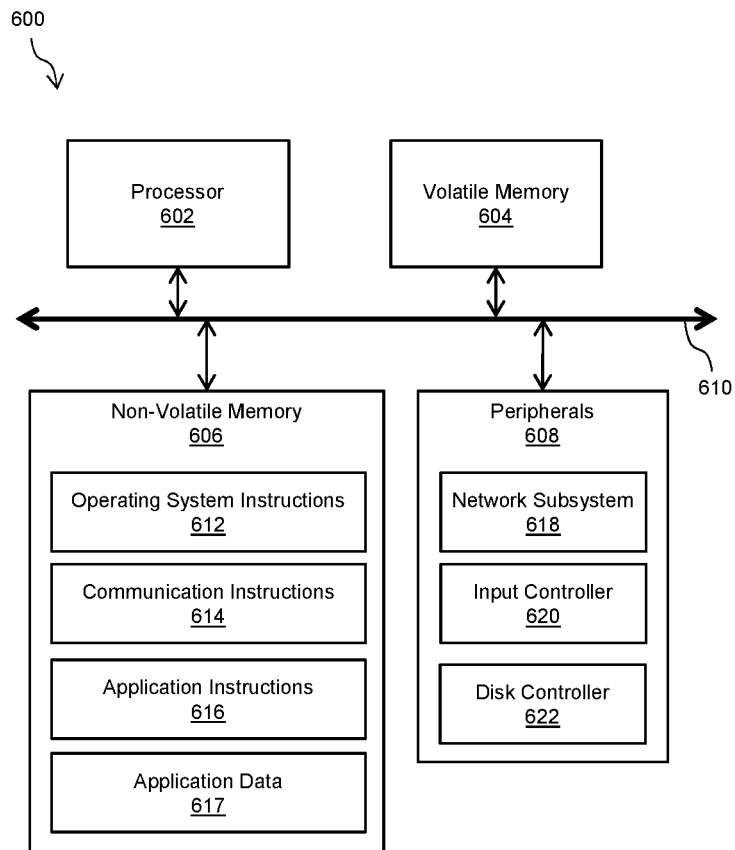 600
Processor
602
Volatile Memory
604
610
Non-Volatile Memory
606
Operating System Instructions
612
Communication Instructions
614
Application Instructions
616
Application Data
617
Peripherals
608
Network Subsystem
618
Input Controller
620
Disk Controller
622